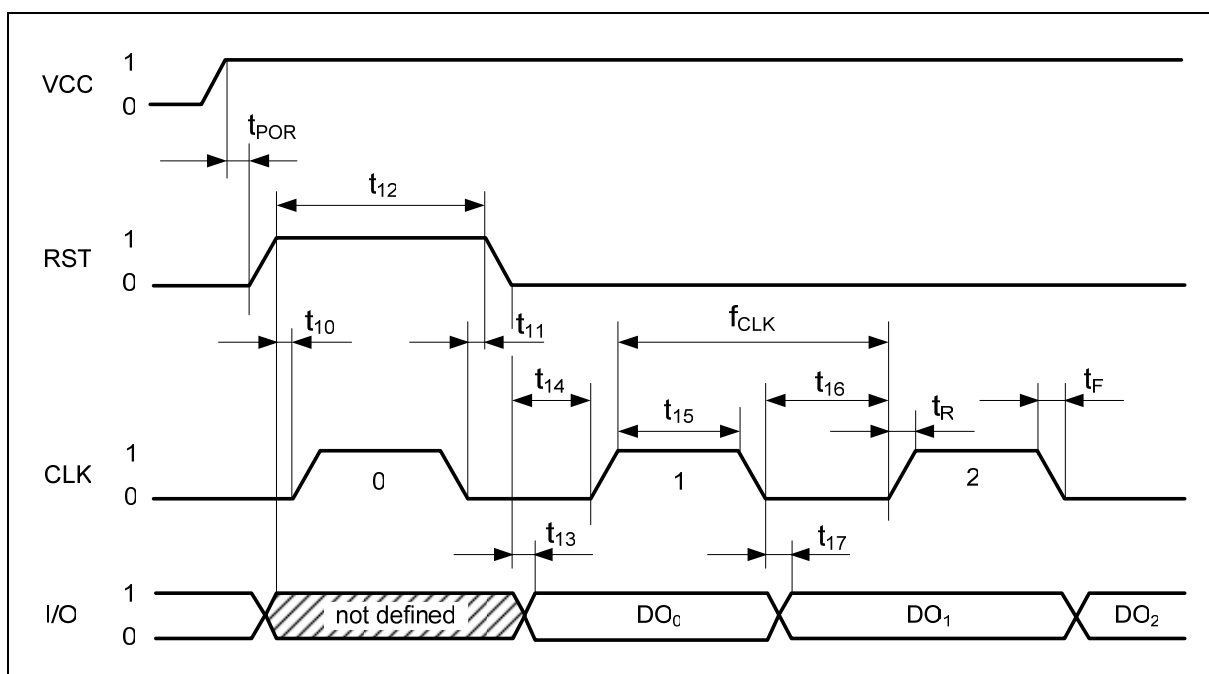 VCC
1
0
tPOR
t12
RST
1
0
t10
t11
fCLK
t14
t16
t15
tR
tF
CLK
1
0
0
1
2
t13
t17
I/O
1
0
not defined
DO0
DO1
DO2